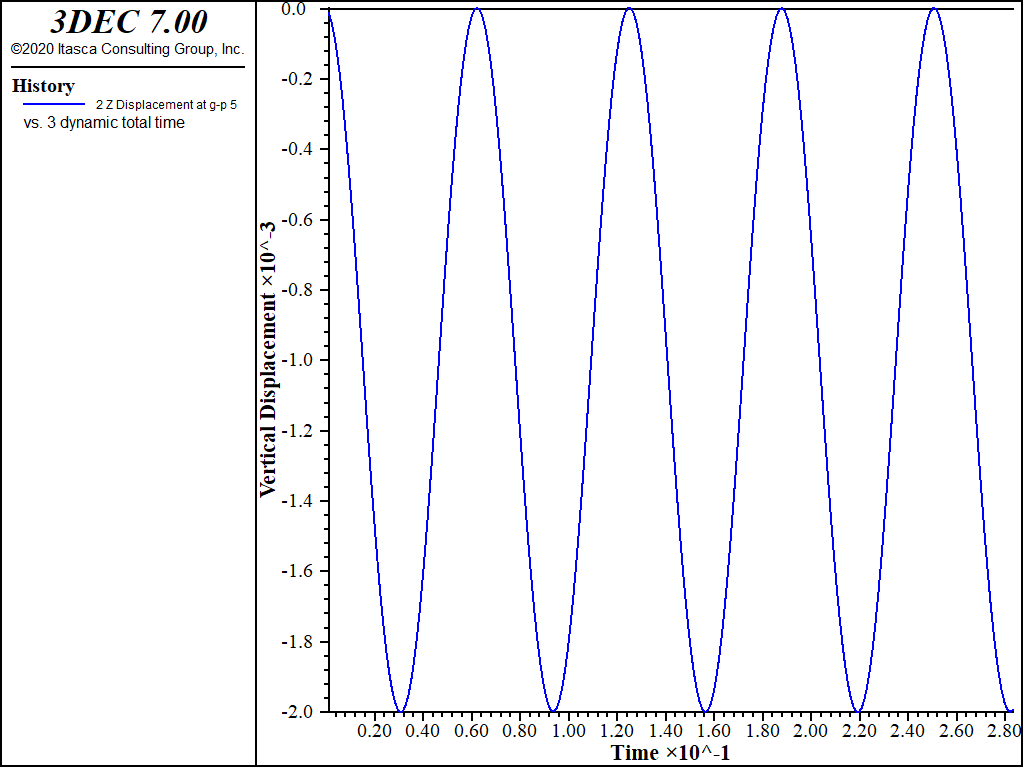 3DEC 7.00
©2020 Itasca Consulting Group, Inc.
History
2 Z Displacement at g-p 5
vs. 3 dynamic total time
Vertical Displacement ×10^-3
0.0
-0.2
-0.4
-0.6
-0.8
-1.0
-1.2
-1.4
-1.6
-1.8
-2.0
0.20 0.40 0.60 0.80 1.00 1.20 1.40 1.60 1.80 2.00 2.20 2.40 2.60 2.80
Time ×10^-1